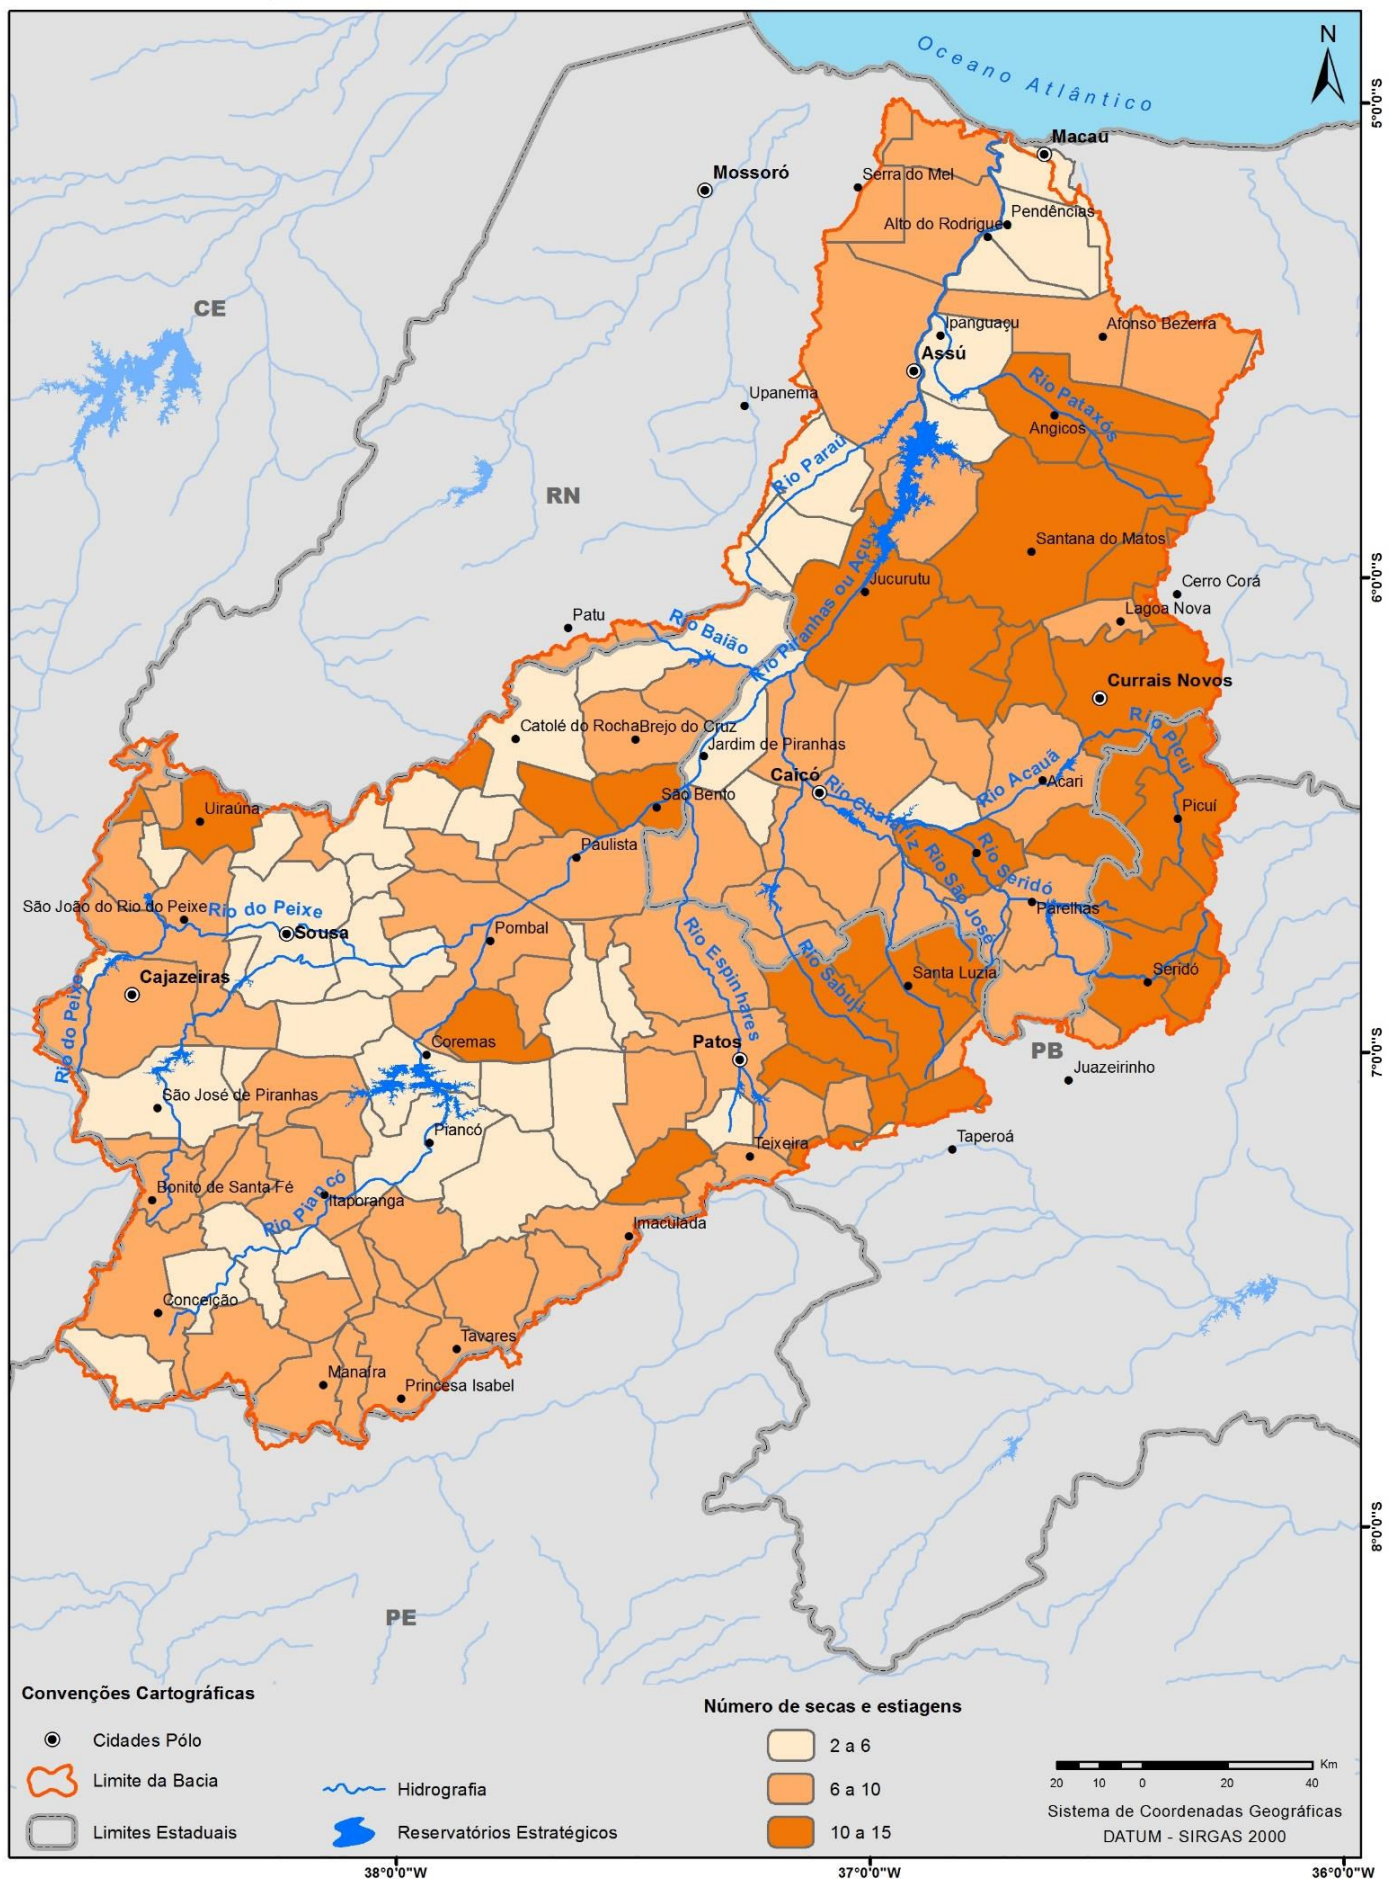 Oceano Atlântico
N
5°0'0"S
Macau
Mossoró
Serra do Mel
Pendências
Alto do Rodrigue
CE
Ipanguaçu
Afonso Bezerra
Assú
Rio Pataxós
Upanema
Angicos
Rio Paraú
RN
Santana do Matos
6°0'0"S
Jucurutu
Cerro Corá
Lagoa Nova
Patu
Rio Baião
Rio Piranhas ou Açu
Currais Novos
Rio Picui
Catolé do Rocha
Brejo do Cruz
Jardim de Piranhas
Caicó
Rio Acauã
Acari
Uiraúna
São Bento
Rio Chafariz
Picuí
Paulista
Rio São José
Rio Seridó
São João do Rio do Peixe
Rio do Peixe
Parelhas
Sousa
Pombal
Rio Espinhares
Cajazeiras
Rio Sabuji
Santa Luzia
Seridó
Rio do Peixe
Coremas
Patos
PB
Juazeirinho
São José de Piranhas
Piancó
Teixeira
Taperoá
7°0'0"S
Bonito de Santa Fé
Itaporanga
Rio Piancó
Imaculada
Conceição
Tavares
Manaíra
Princesa Isabel
8°0'0"S
PE
Convenções Cartográficas
Cidades Pólo
Limite da Bacia
Limites Estaduais
Hidrografia
Reservatórios Estratégicos
Número de secas e estiagens
2 a 6
6 a 10
10 a 15
Km
20 10 0 20 40
Sistema de Coordenadas Geográficas
DATUM - SIRGAS 2000
38°0'0"W
37°0'0"W
36°0'0"W